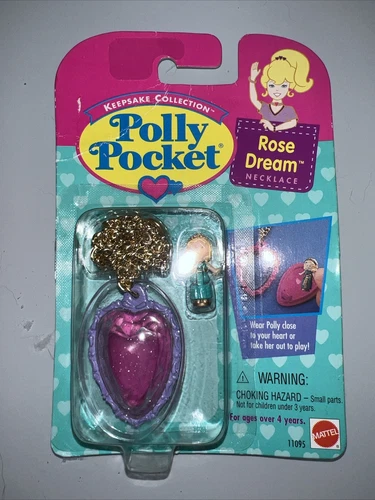 KEEPSAKE COLLECTION™
Polly
Pocket®
Rose
Dream™
NECKLACE
Wear Polly close
to your heart or
take her out to play!
⚠ WARNING:
CHOKING HAZARD – Small parts.
Not for children under 3 years.
For ages over 4 years.
11095
MATTEL